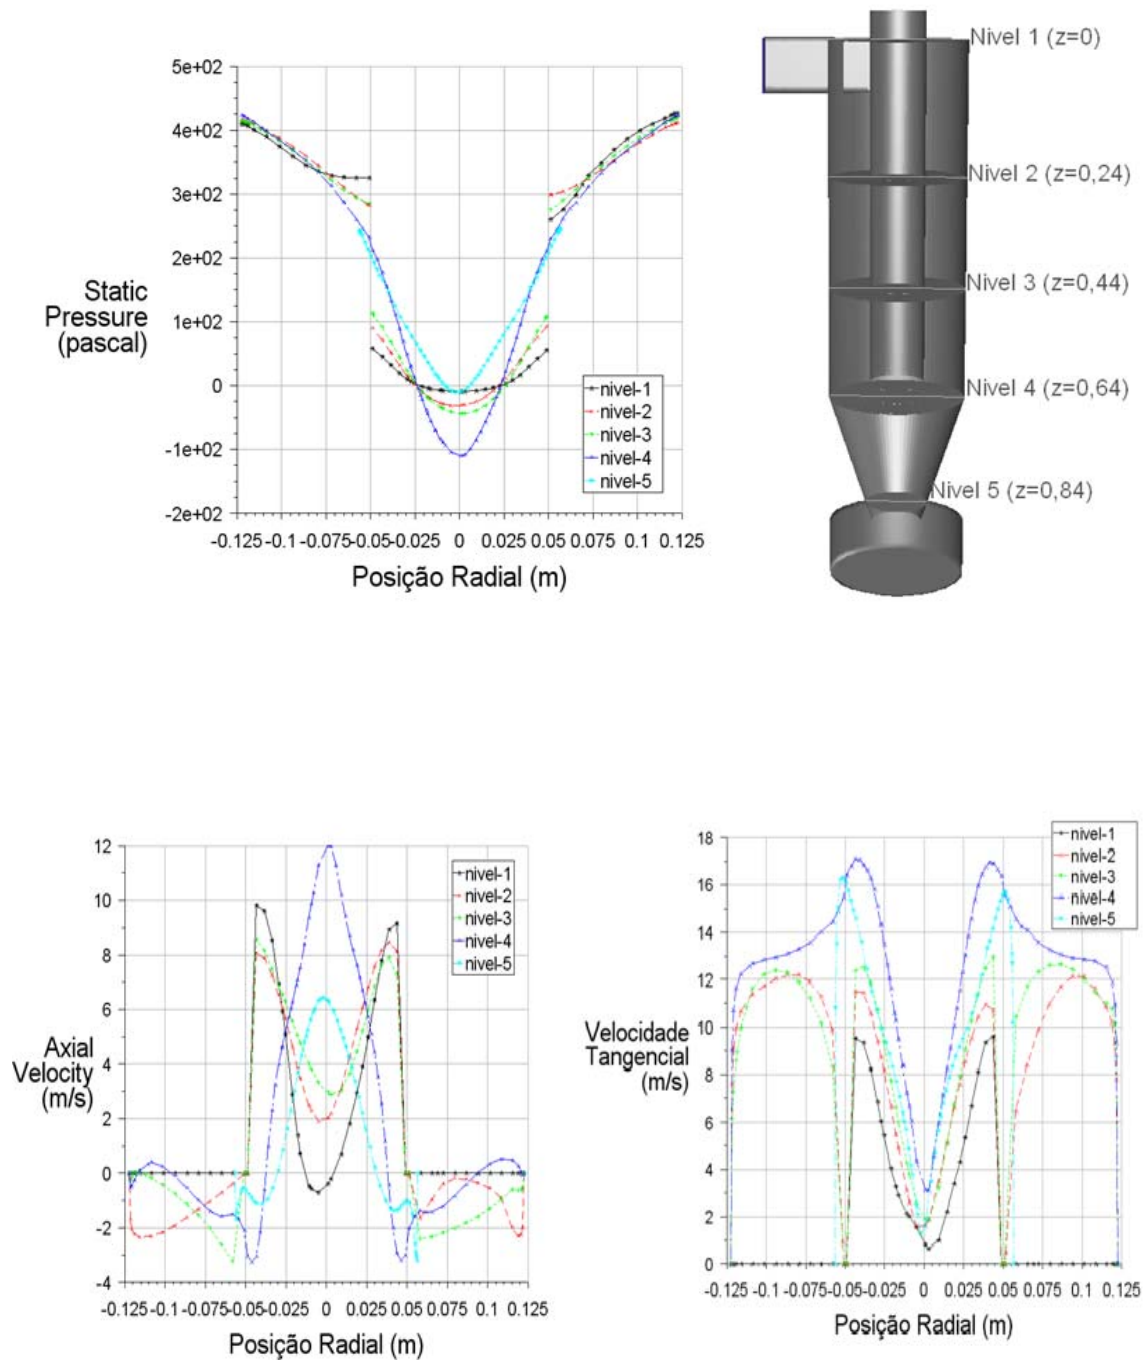 5e+02
4e+02
3e+02
2e+02
1e+02
0
-1e+02
-2e+02
Static
Pressure
(pascal)
nivel-1
nivel-2
nivel-3
nivel-4
nivel-5
-0.125 -0.1 -0.075 -0.05 -0.025 0 0.025 0.05 0.075 0.1 0.125
Posição Radial (m)
Nivel 1 (z=0)
Nivel 2 (z=0,24)
Nivel 3 (z=0,44)
Nivel 4 (z=0,64)
Nivel 5 (z=0,84)
12
10
8
6
4
2
0
-2
-4
Axial
Velocity
(m/s)
nivel-1
nivel-2
nivel-3
nivel-4
nivel-5
-0.125 -0.1 -0.075 -0.05 -0.025 0 0.025 0.05 0.075 0.1 0.125
Posição Radial (m)
18
16
14
12
10
8
6
4
2
0
Velocidade
Tangencial
(m/s)
nivel-1
nivel-2
nivel-3
nivel-4
nivel-5
-0.125 -0.1 -0.075 -0.05 -0.025 0 0.025 0.05 0.075 0.1 0.125
Posição Radial (m)